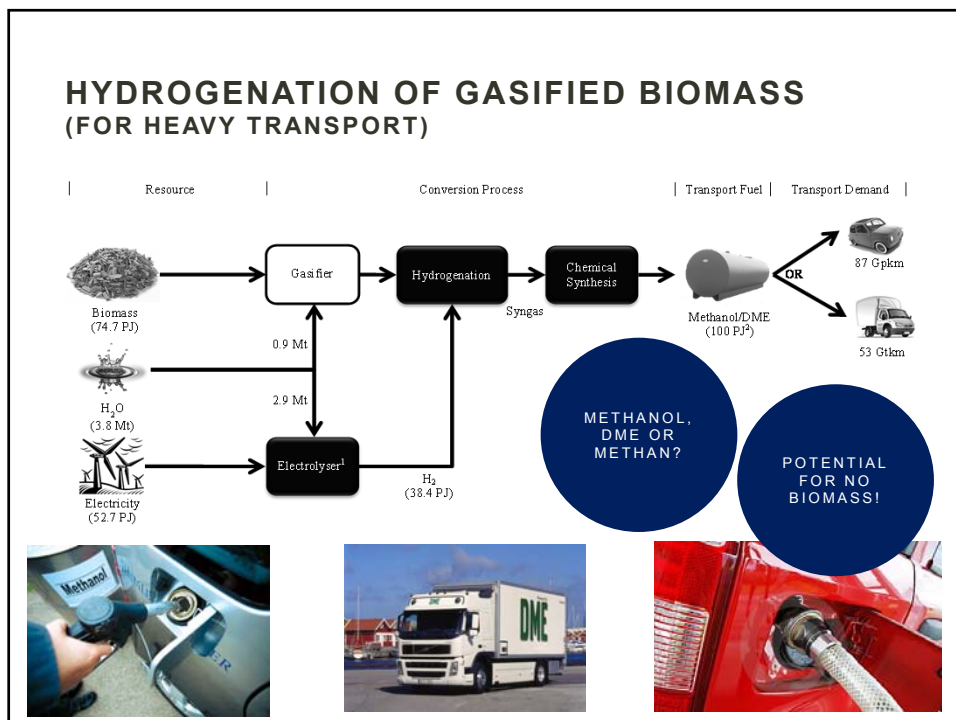 HYDROGENATION OF GASIFIED BIOMASS
(FOR HEAVY TRANSPORT)
Resource
Conversion Process
Transport Fuel
Transport Demand
Biomass
(74.7 PJ)
Gasifier
Hydrogenation
Chemical
Synthesis
Syngas
Methanol/DME
(100 PJ²)
OR
87 Gpkm
53 Gtkm
0.9 Mt
2.9 Mt
H₂O
(3.8 Mt)
Electrolyser¹
H₂
(38.4 PJ)
Electricity
(52.7 PJ)
METHANOL,
DME OR
METHAN?
POTENTIAL
FOR NO
BIOMASS!
Methanol
DME